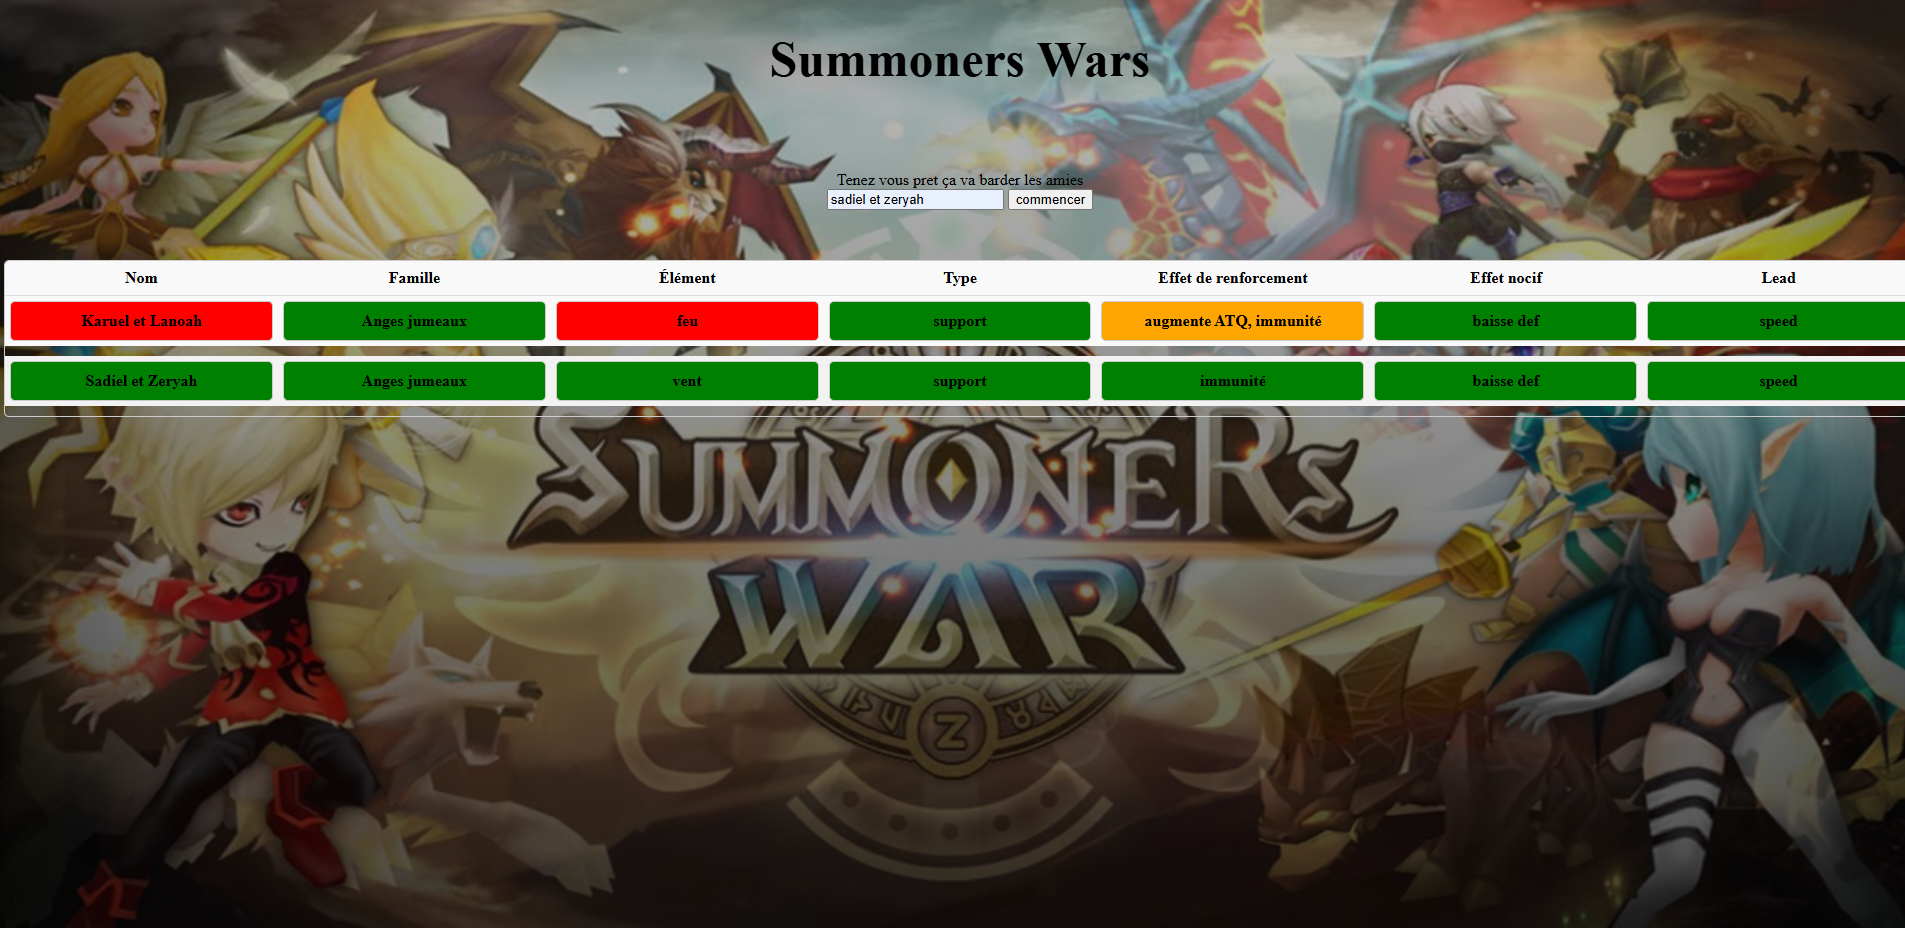 Summoners Wars
Tenez vous pret ça va barder les amies
sadiel et zeryah commencer
Nom Famille Élément Type Effet de renforcement Effet nocif Lead
Karuel et Lanoah Anges jumeaux feu support augmente ATQ, immunité baisse def speed
Sadiel et Zeryah Anges jumeaux vent support immunité baisse def speed
SUMMONERS
WAR